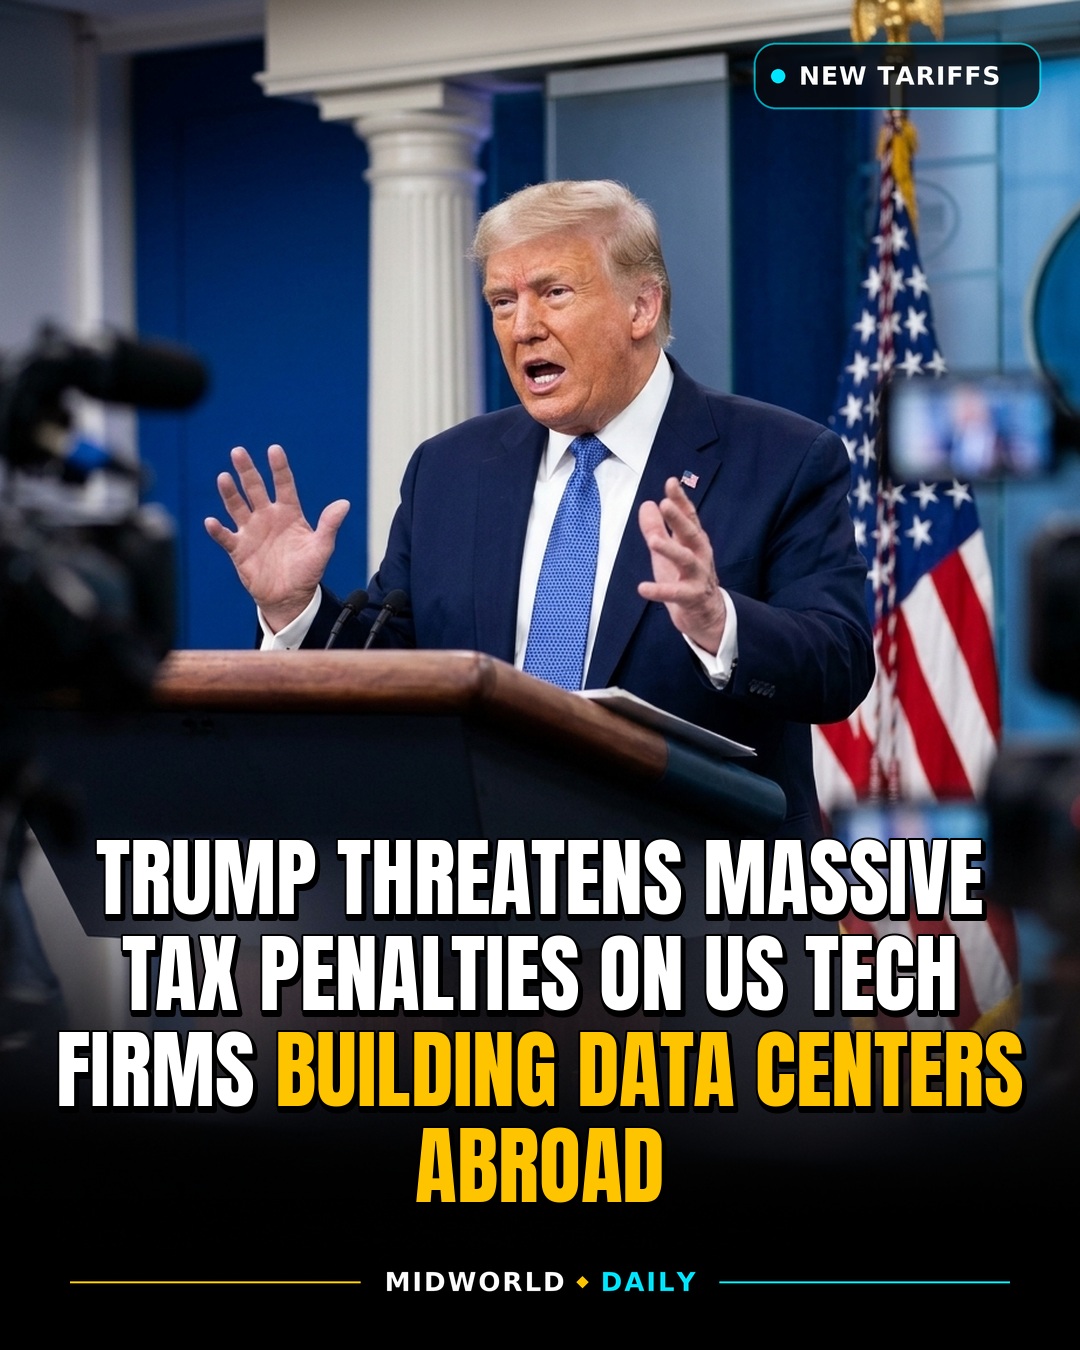 NEW TARIFFS
TRUMP THREATENS MASSIVE
TAX PENALTIES ON US TECH
FIRMS BUILDING DATA CENTERS
ABROAD
MIDWORLD DAILY